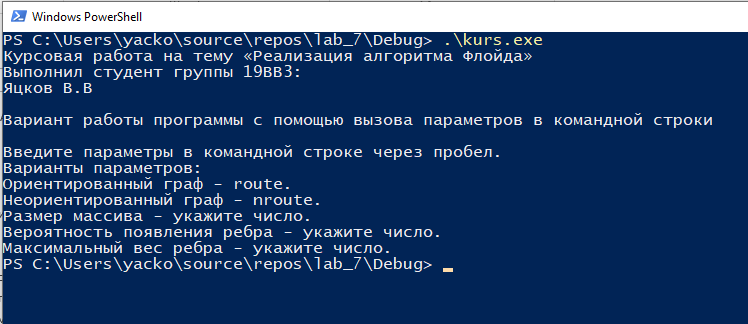 Windows PowerShell
PS C:\Users\yacko\source\repos\lab_7\Debug> .\kurs.exe
Курсовая работа на тему «Реализация алгоритма Флойда»
Выполнил студент группы 19ВВ3:
Яцков В.В

Вариант работы программы с помощью вызова параметров в командной строки

Введите параметры в командной строке через пробел.
Варианты параметров:
Ориентированный граф - route.
Неориентированный граф - nroute.
Размер массива - укажите число.
Вероятность появления ребра - укажите число.
Максимальный вес ребра - укажите число.
PS C:\Users\yacko\source\repos\lab_7\Debug>